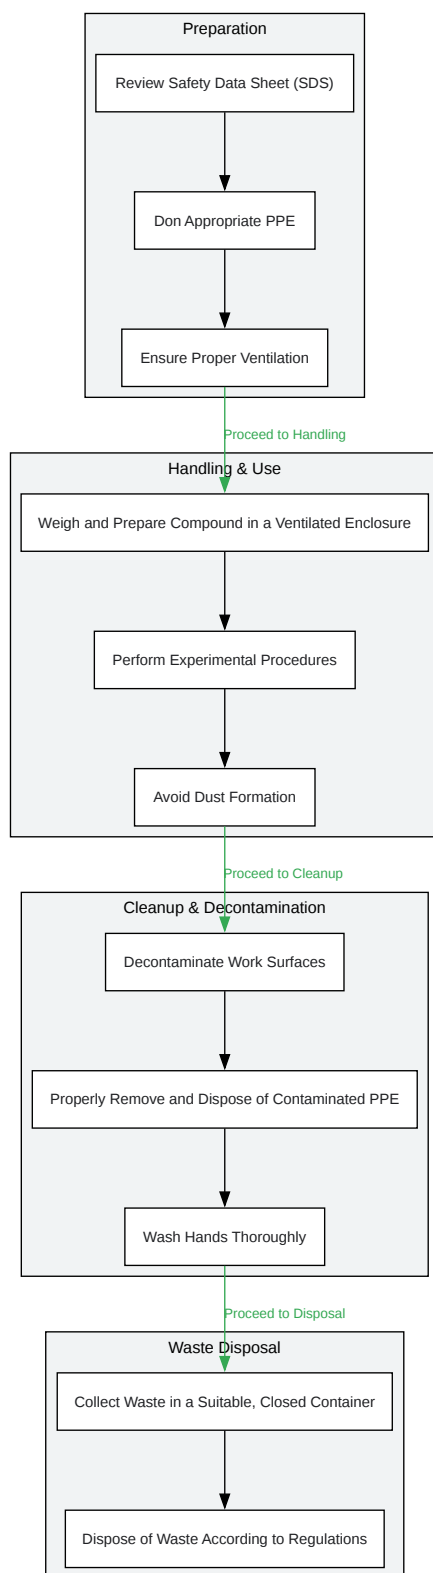 Preparation
Review Safety Data Sheet (SDS)
Don Appropriate PPE
Ensure Proper Ventilation
Proceed to Handling
Handling & Use
Weigh and Prepare Compound in a Ventilated Enclosure
Perform Experimental Procedures
Avoid Dust Formation
Proceed to Cleanup
Cleanup & Decontamination
Decontaminate Work Surfaces
Properly Remove and Dispose of Contaminated PPE
Wash Hands Thoroughly
Proceed to Disposal
Waste Disposal
Collect Waste in a Suitable, Closed Container
Dispose of Waste According to Regulations